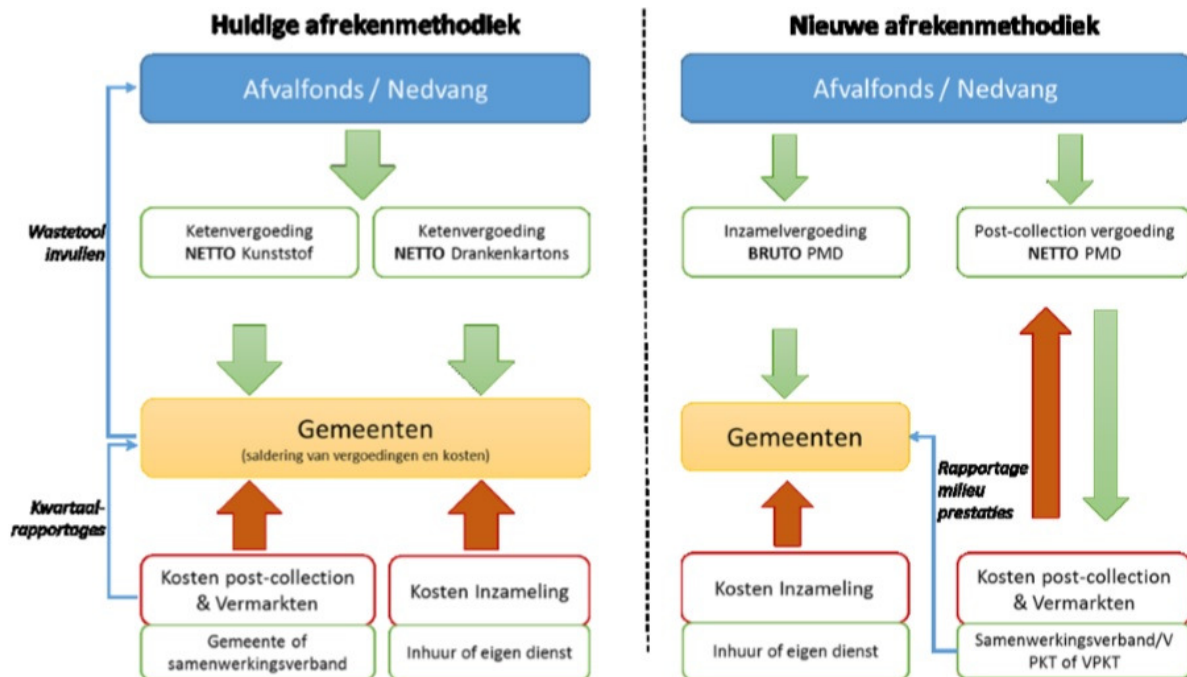 Huidige afrekenmethodiek
Afvalfonds / Nedvang
Wastetool
invullen
Ketenvergoeding
NETTO Kunststof
Ketenvergoeding
NETTO Drankenkartons
Gemeenten
(saldering van vergoedingen en kosten)
Kwartaal-
rapportages
Kosten post-collection
& Vermarkten
Gemeente of
samenwerkingsverband
Kosten Inzameling
Inhuur of eigen dienst
Nieuwe afrekenmethodiek
Afvalfonds / Nedvang
Inzamelvergoeding
BRUTO PMD
Post-collection vergoeding
NETTO PMD
Gemeenten
Rapportage
milieu
prestaties
Kosten Inzameling
Inhuur of eigen dienst
Kosten post-collection
& Vermarkten
Samenwerkingsverband/V
PKT of VPKT